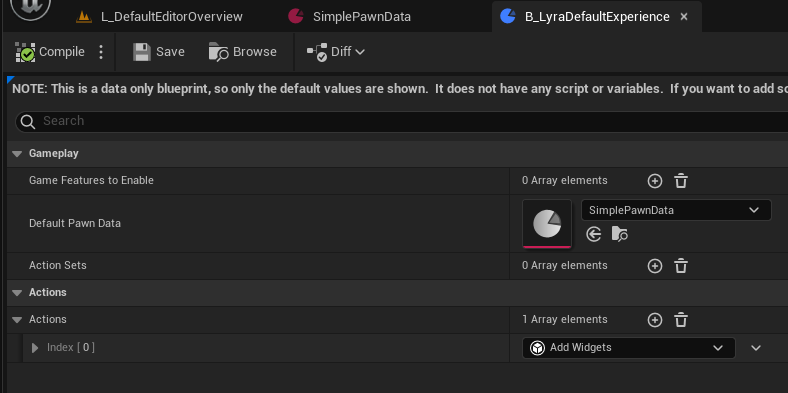 L_DefaultEditorOverview SimplePawnData B_LyraDefaultExperience
Compile Save Browse Diff
NOTE: This is a data only blueprint, so only the default values are shown. It does not have any script or variables. If you want to add sc
Search
Gameplay
Game Features to Enable 0 Array elements
Default Pawn Data SimplePawnData
Action Sets 0 Array elements
Actions
Actions 1 Array elements
Index [ 0 ] Add Widgets